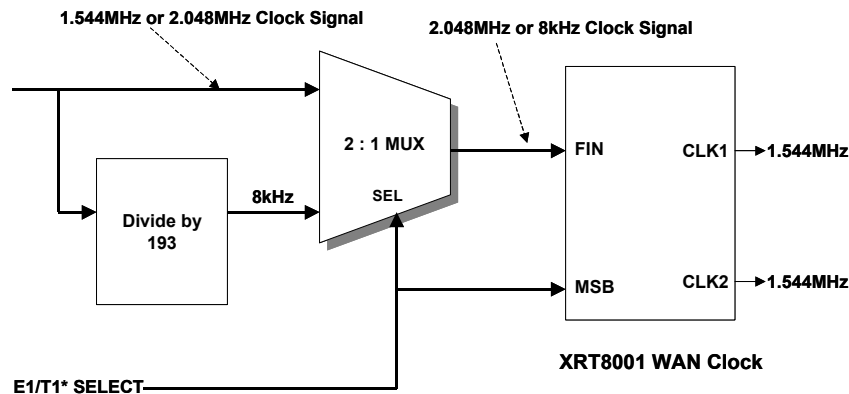 1.544MHz or 2.048MHz Clock Signal
2.048MHz or 8kHz Clock Signal
2 : 1 MUX
SEL
Divide by
193
8kHz
FIN
MSB
CLK1
1.544MHz
CLK2
1.544MHz
XRT8001 WAN Clock
E1/T1* SELECT